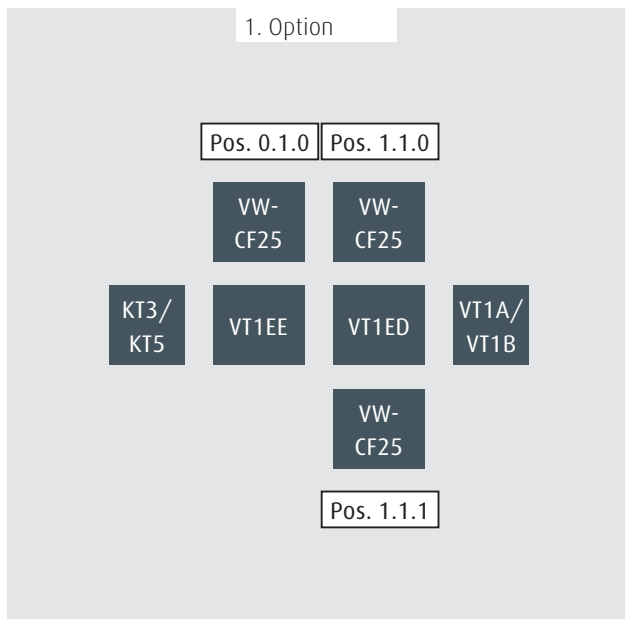 1. Option
Pos. 0.1.0 Pos. 1.1.0
VW-
CF25
VW-
CF25
KT3/
KT5
VT1EE
VT1ED
VT1A/
VT1B
VW-
CF25
Pos. 1.1.1